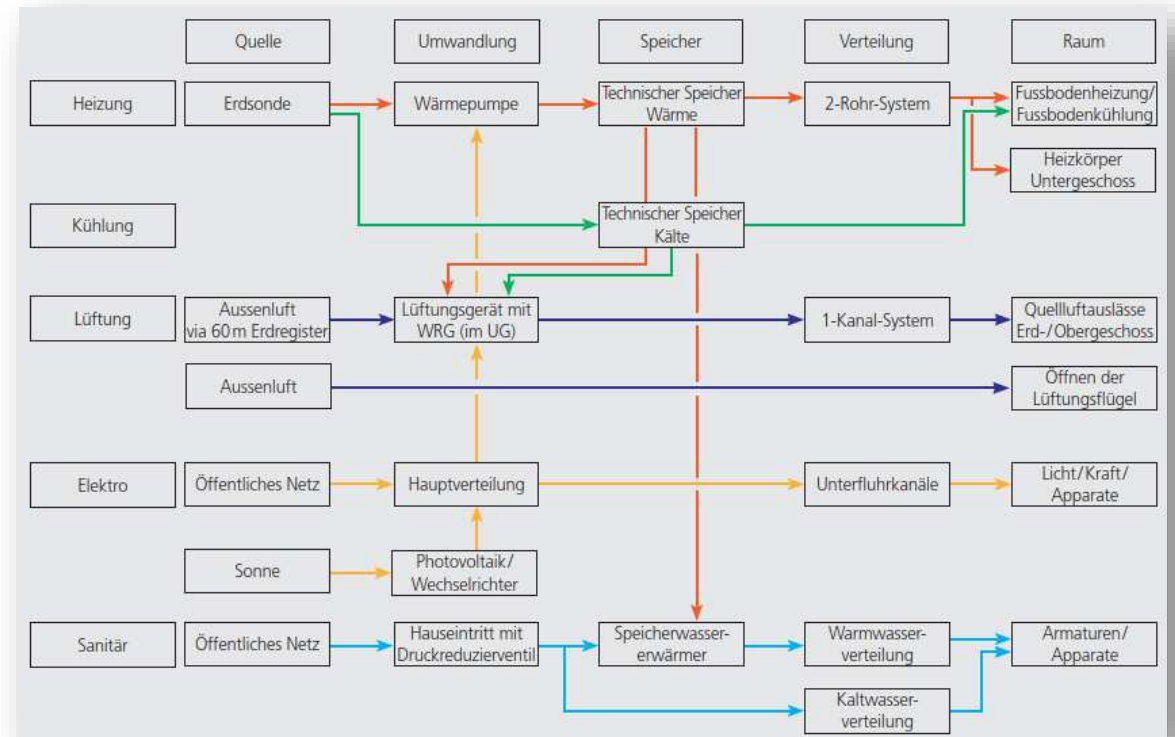 Quelle
Umwandlung
Speicher
Verteilung
Raum
Heizung
Erdsonde
Wärmepumpe
Technischer Speicher
Wärme
2-Rohr-System
Fussbodenheizung/
Fussbodenkühlung
Heizkörper
Untergeschoss
Kühlung
Technischer Speicher
Kälte
Lüftung
Aussenluft
via 60 m Erdregister
Lüftungsgerät mit
WRG (im UG)
1-Kanal-System
Quellluftauslässe
Erd-/Obergeschoss
Aussenluft
Öffnen der
Lüftungsflügel
Elektro
Öffentliches Netz
Hauptverteilung
Unterfluhrkanäle
Licht/Kraft/
Apparate
Sonne
Photovoltaik/
Wechselrichter
Sanitär
Öffentliches Netz
Hauseintritt mit
Druckreduzierventil
Speicherwasser-
erwärmer
Warmwasser-
verteilung
Armaturen/
Apparate
Kaltwasser-
verteilung